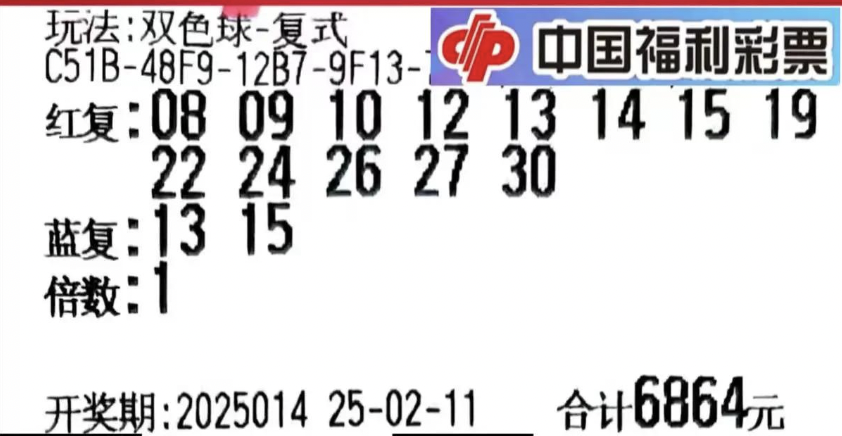 玩法:双色球-复式
C51B-48F9-12B7-9F13-
中国福利彩票
红复:08 09 10 12 13 14 15 19
22 24 26 27 30
蓝复:13 15
倍数:1
开奖期:2025014 25-02-11 合计6864元